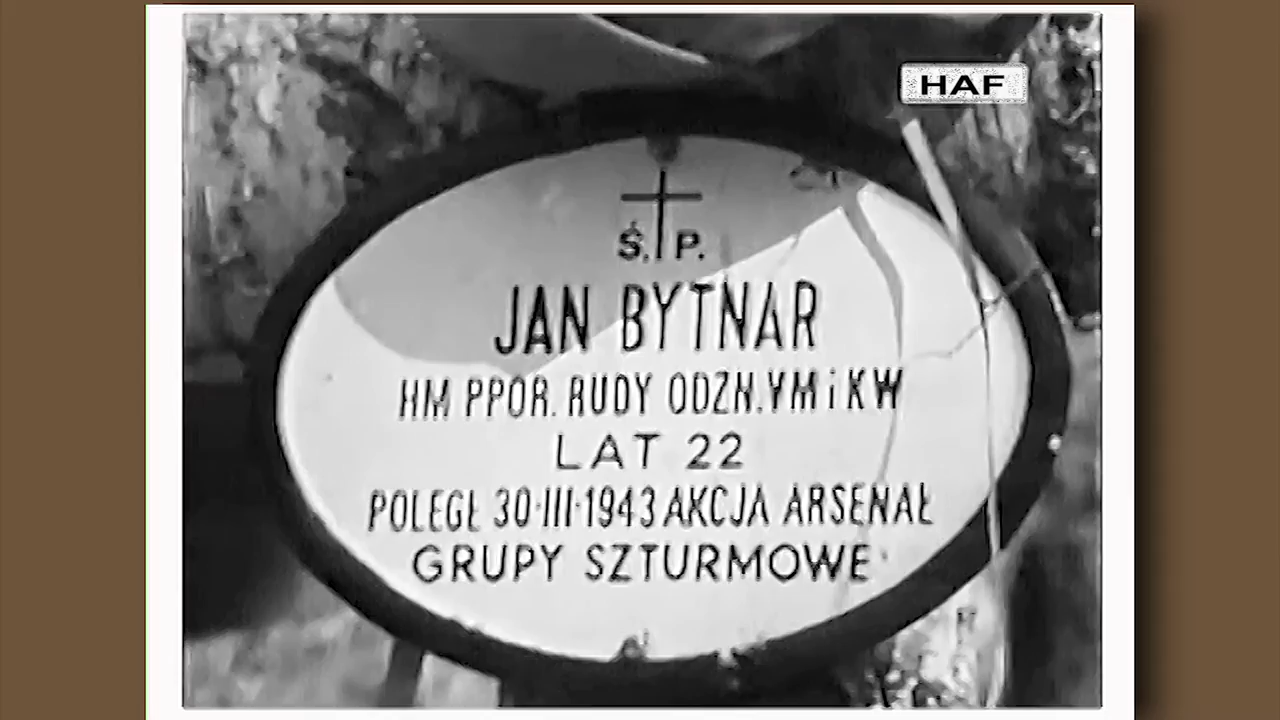 HAF
Ś. P.
JAN BYTNAR
HM PPOR. RUDY ODZN. VM i KW
LAT 22
POLEGŁ 30·III·1943 AKCJA ARSENAŁ
GRUPY SZTURMOWE